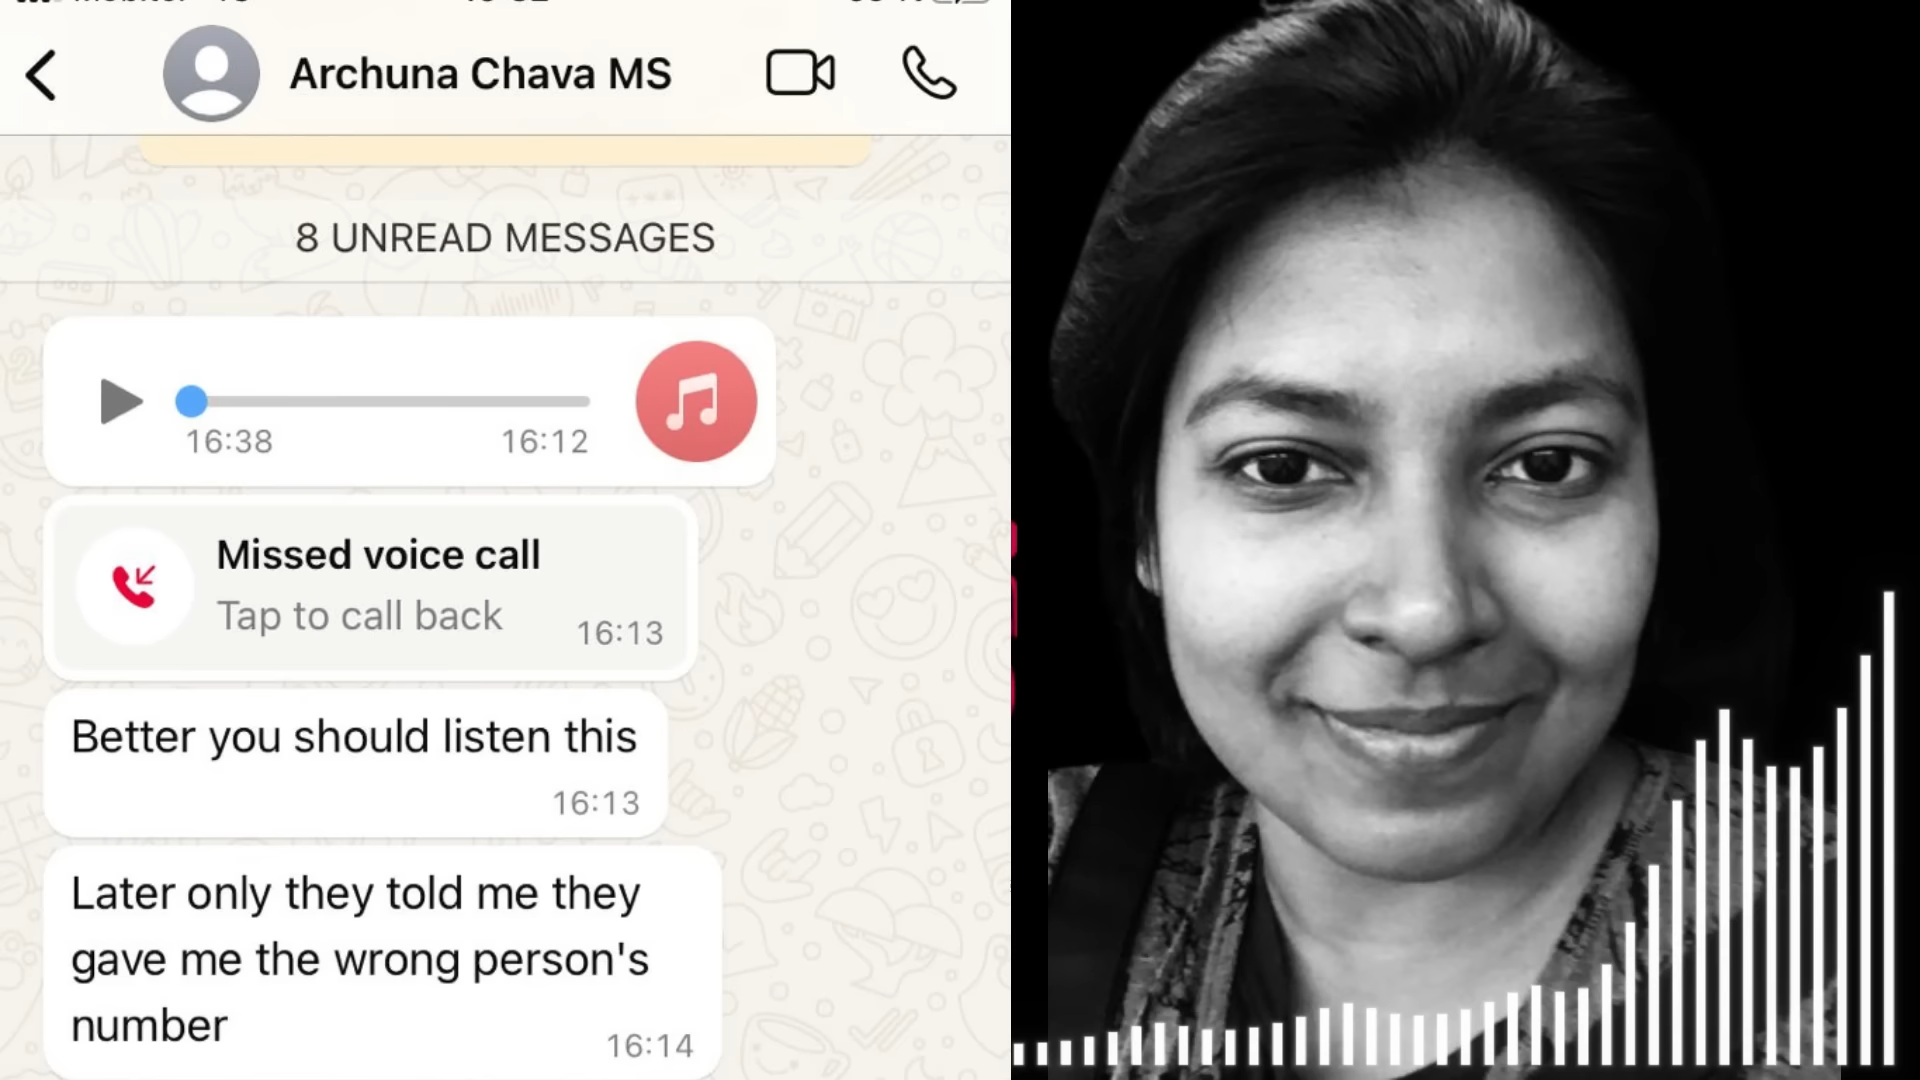 Archuna Chava MS
8 UNREAD MESSAGES
16:38 16:12
Missed voice call
Tap to call back 16:13
Better you should listen this
16:13
Later only they told me they
gave me the wrong person's
number
16:14